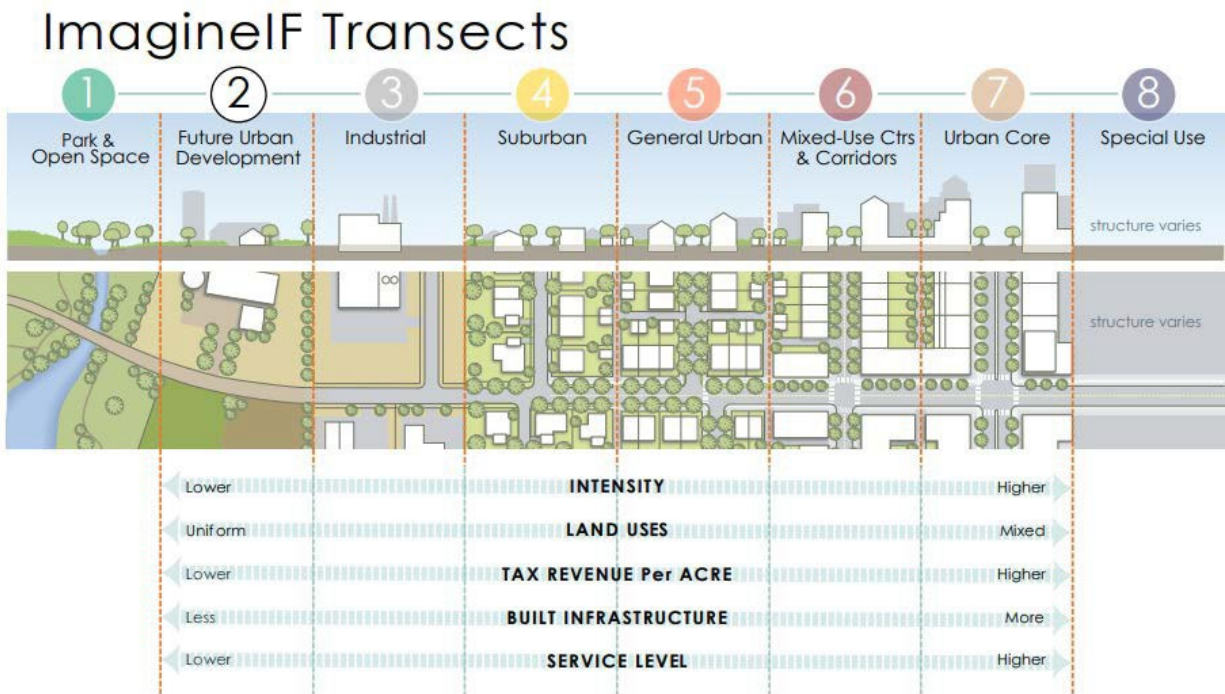 ImagineIF Transects
1 2 3 4 5 6 7 8
Park &
Open Space
Future Urban
Development
Industrial
Suburban
General Urban
Mixed-Use Ctrs
& Corridors
Urban Core
Special Use
structure varies
structure varies
Lower INTENSITY Higher
Uniform LAND USES Mixed
Lower TAX REVENUE Per ACRE Higher
Less BUILT INFRASTRUCTURE More
Lower SERVICE LEVEL Higher